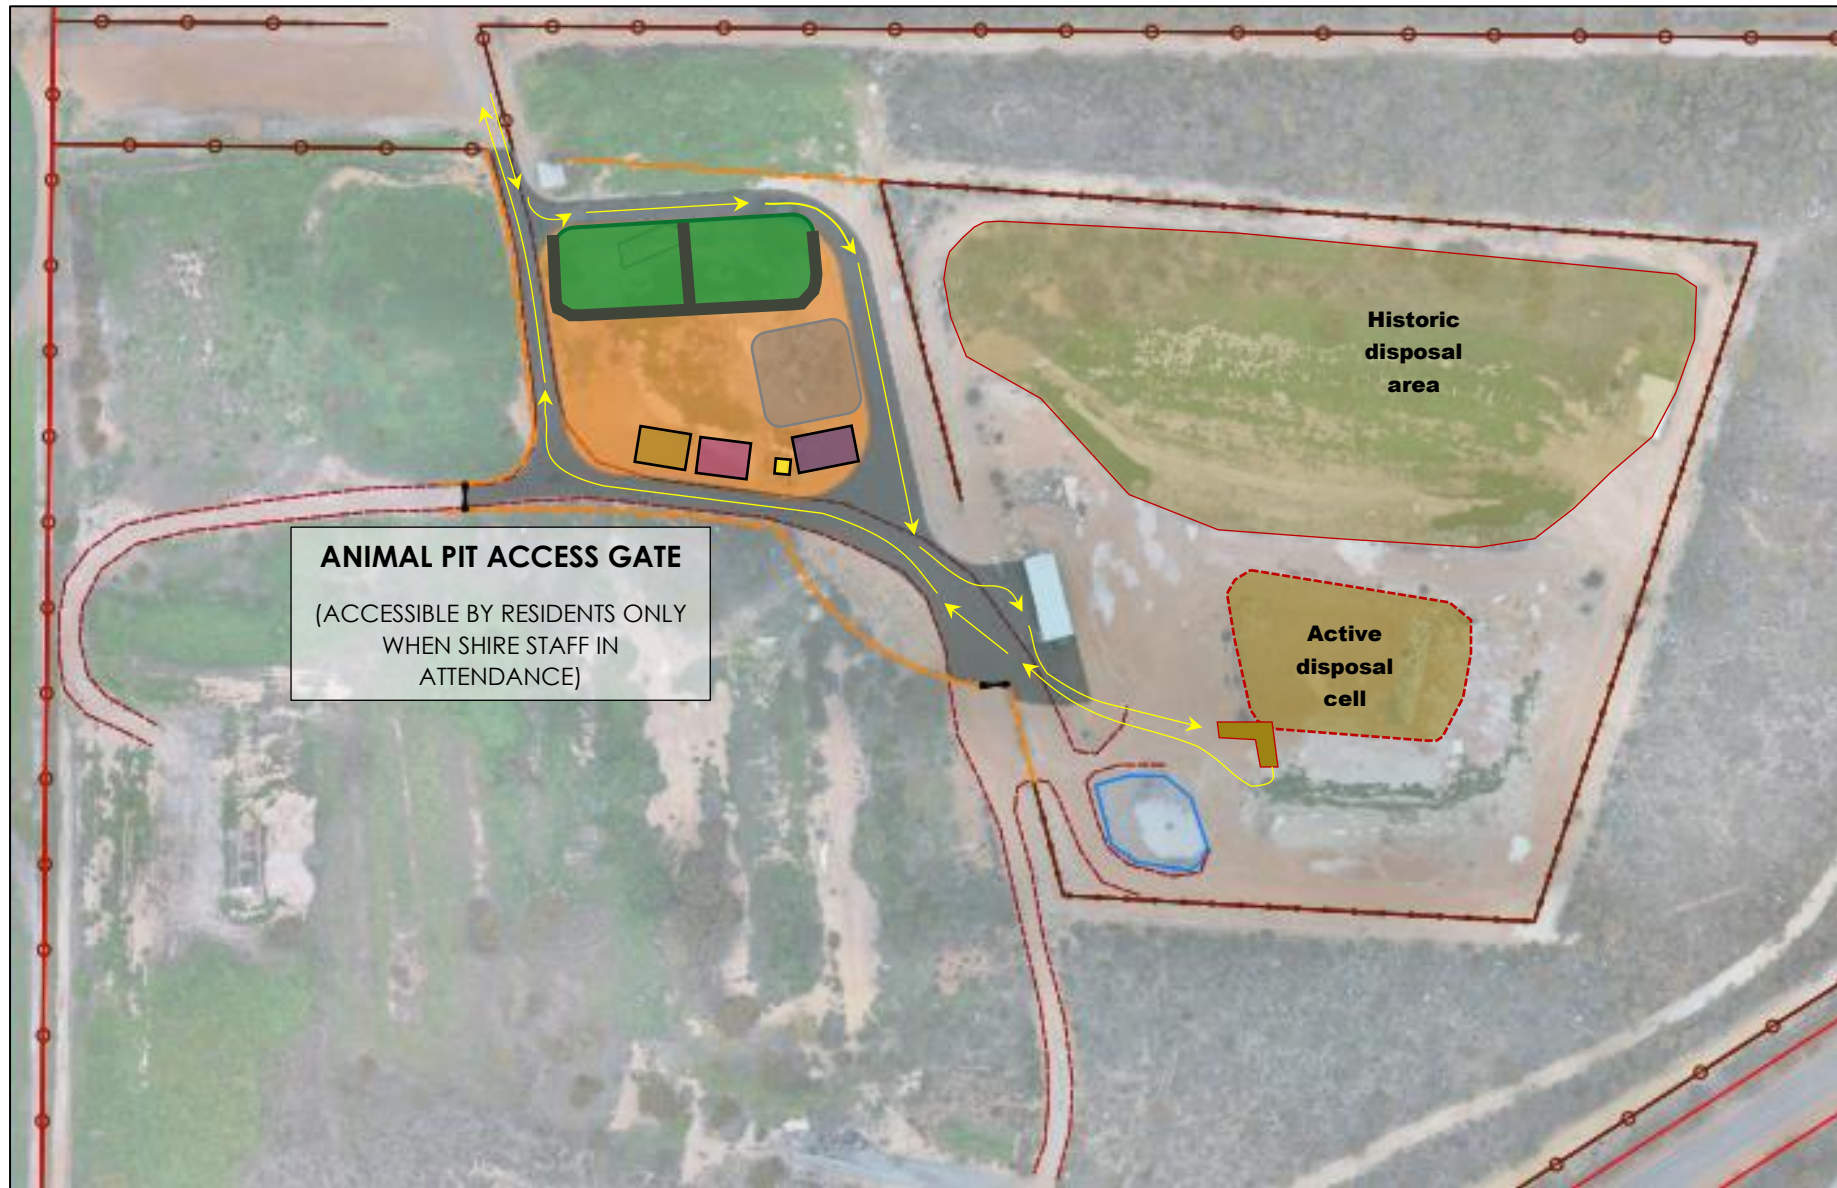 Historic
disposal
area
ANIMAL PIT ACCESS GATE
(ACCESSIBLE BY RESIDENTS ONLY
WHEN SHIRE STAFF IN
ATTENDANCE)
Active
disposal
cell